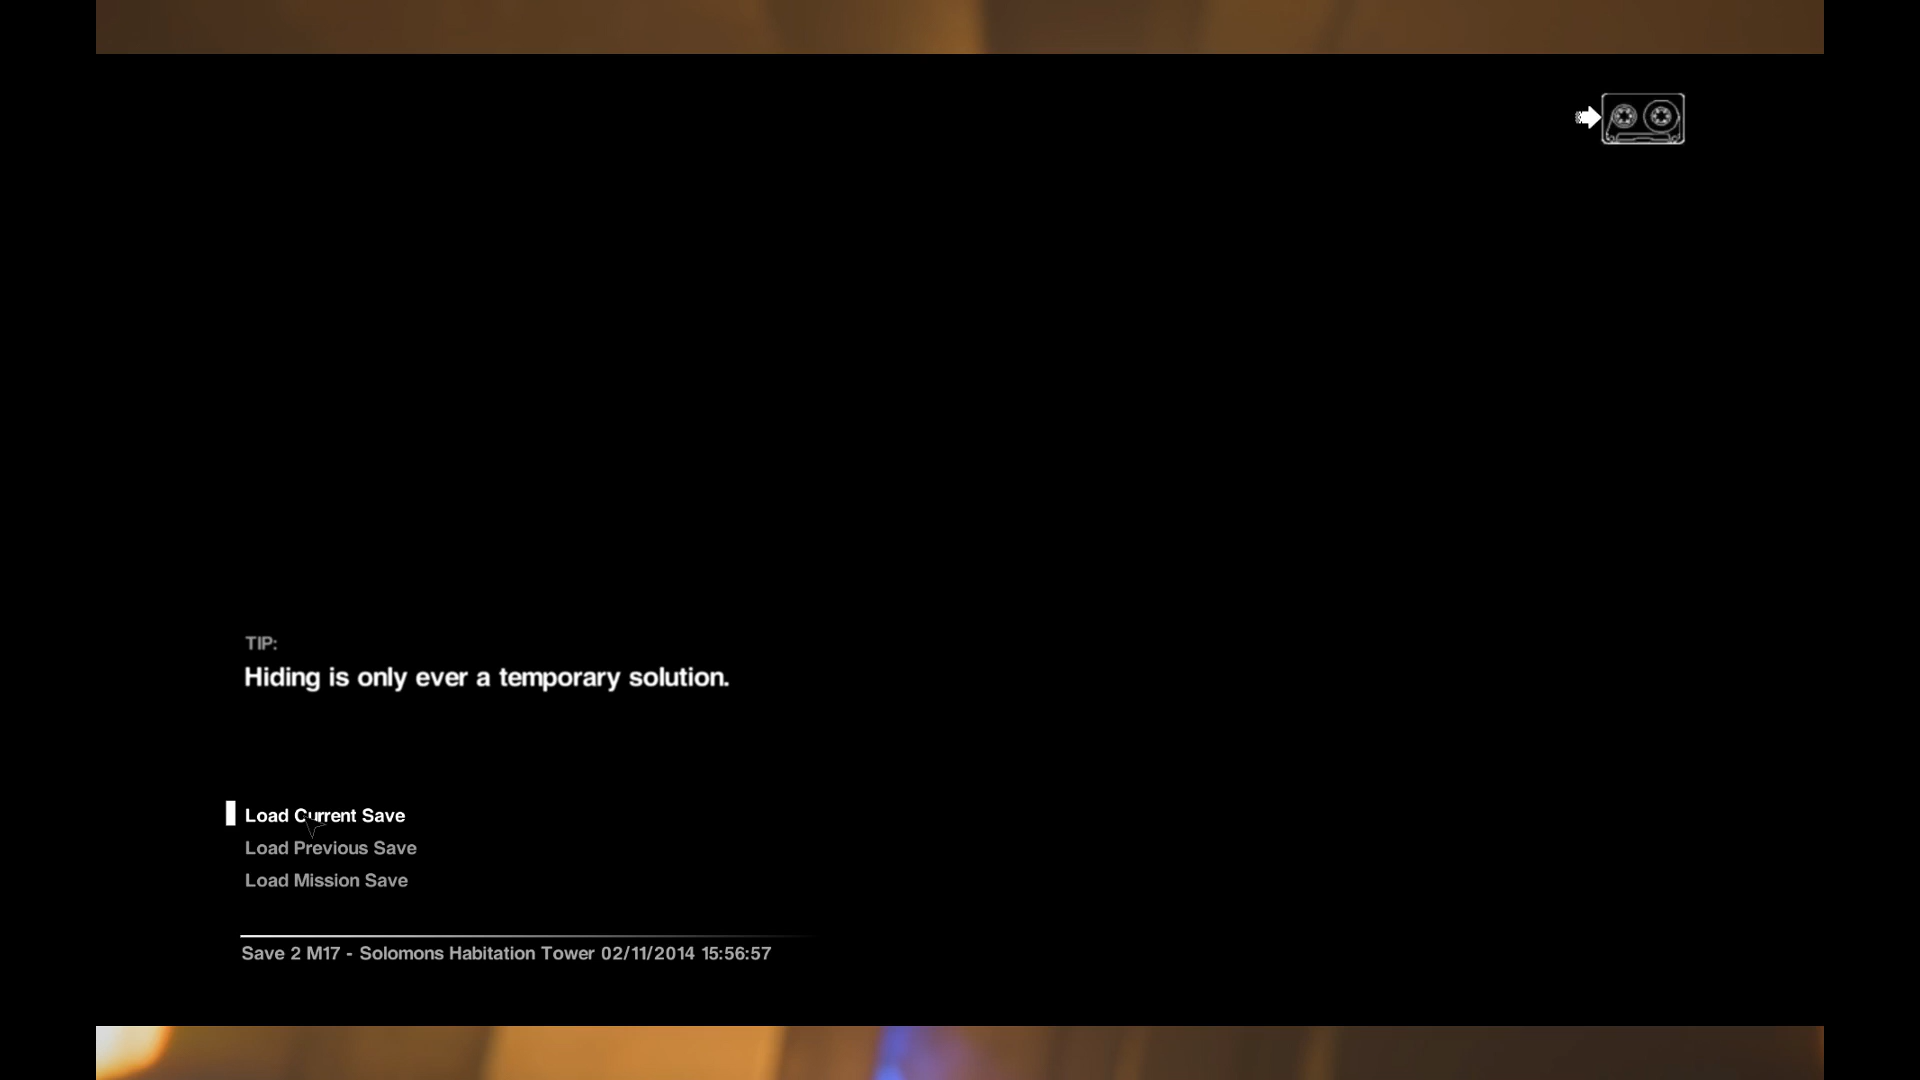 TIP:
Hiding is only ever a temporary solution.
Load Current Save
Load Previous Save
Load Mission Save
Save 2 M17 - Solomons Habitation Tower 02/11/2014 15:56:57